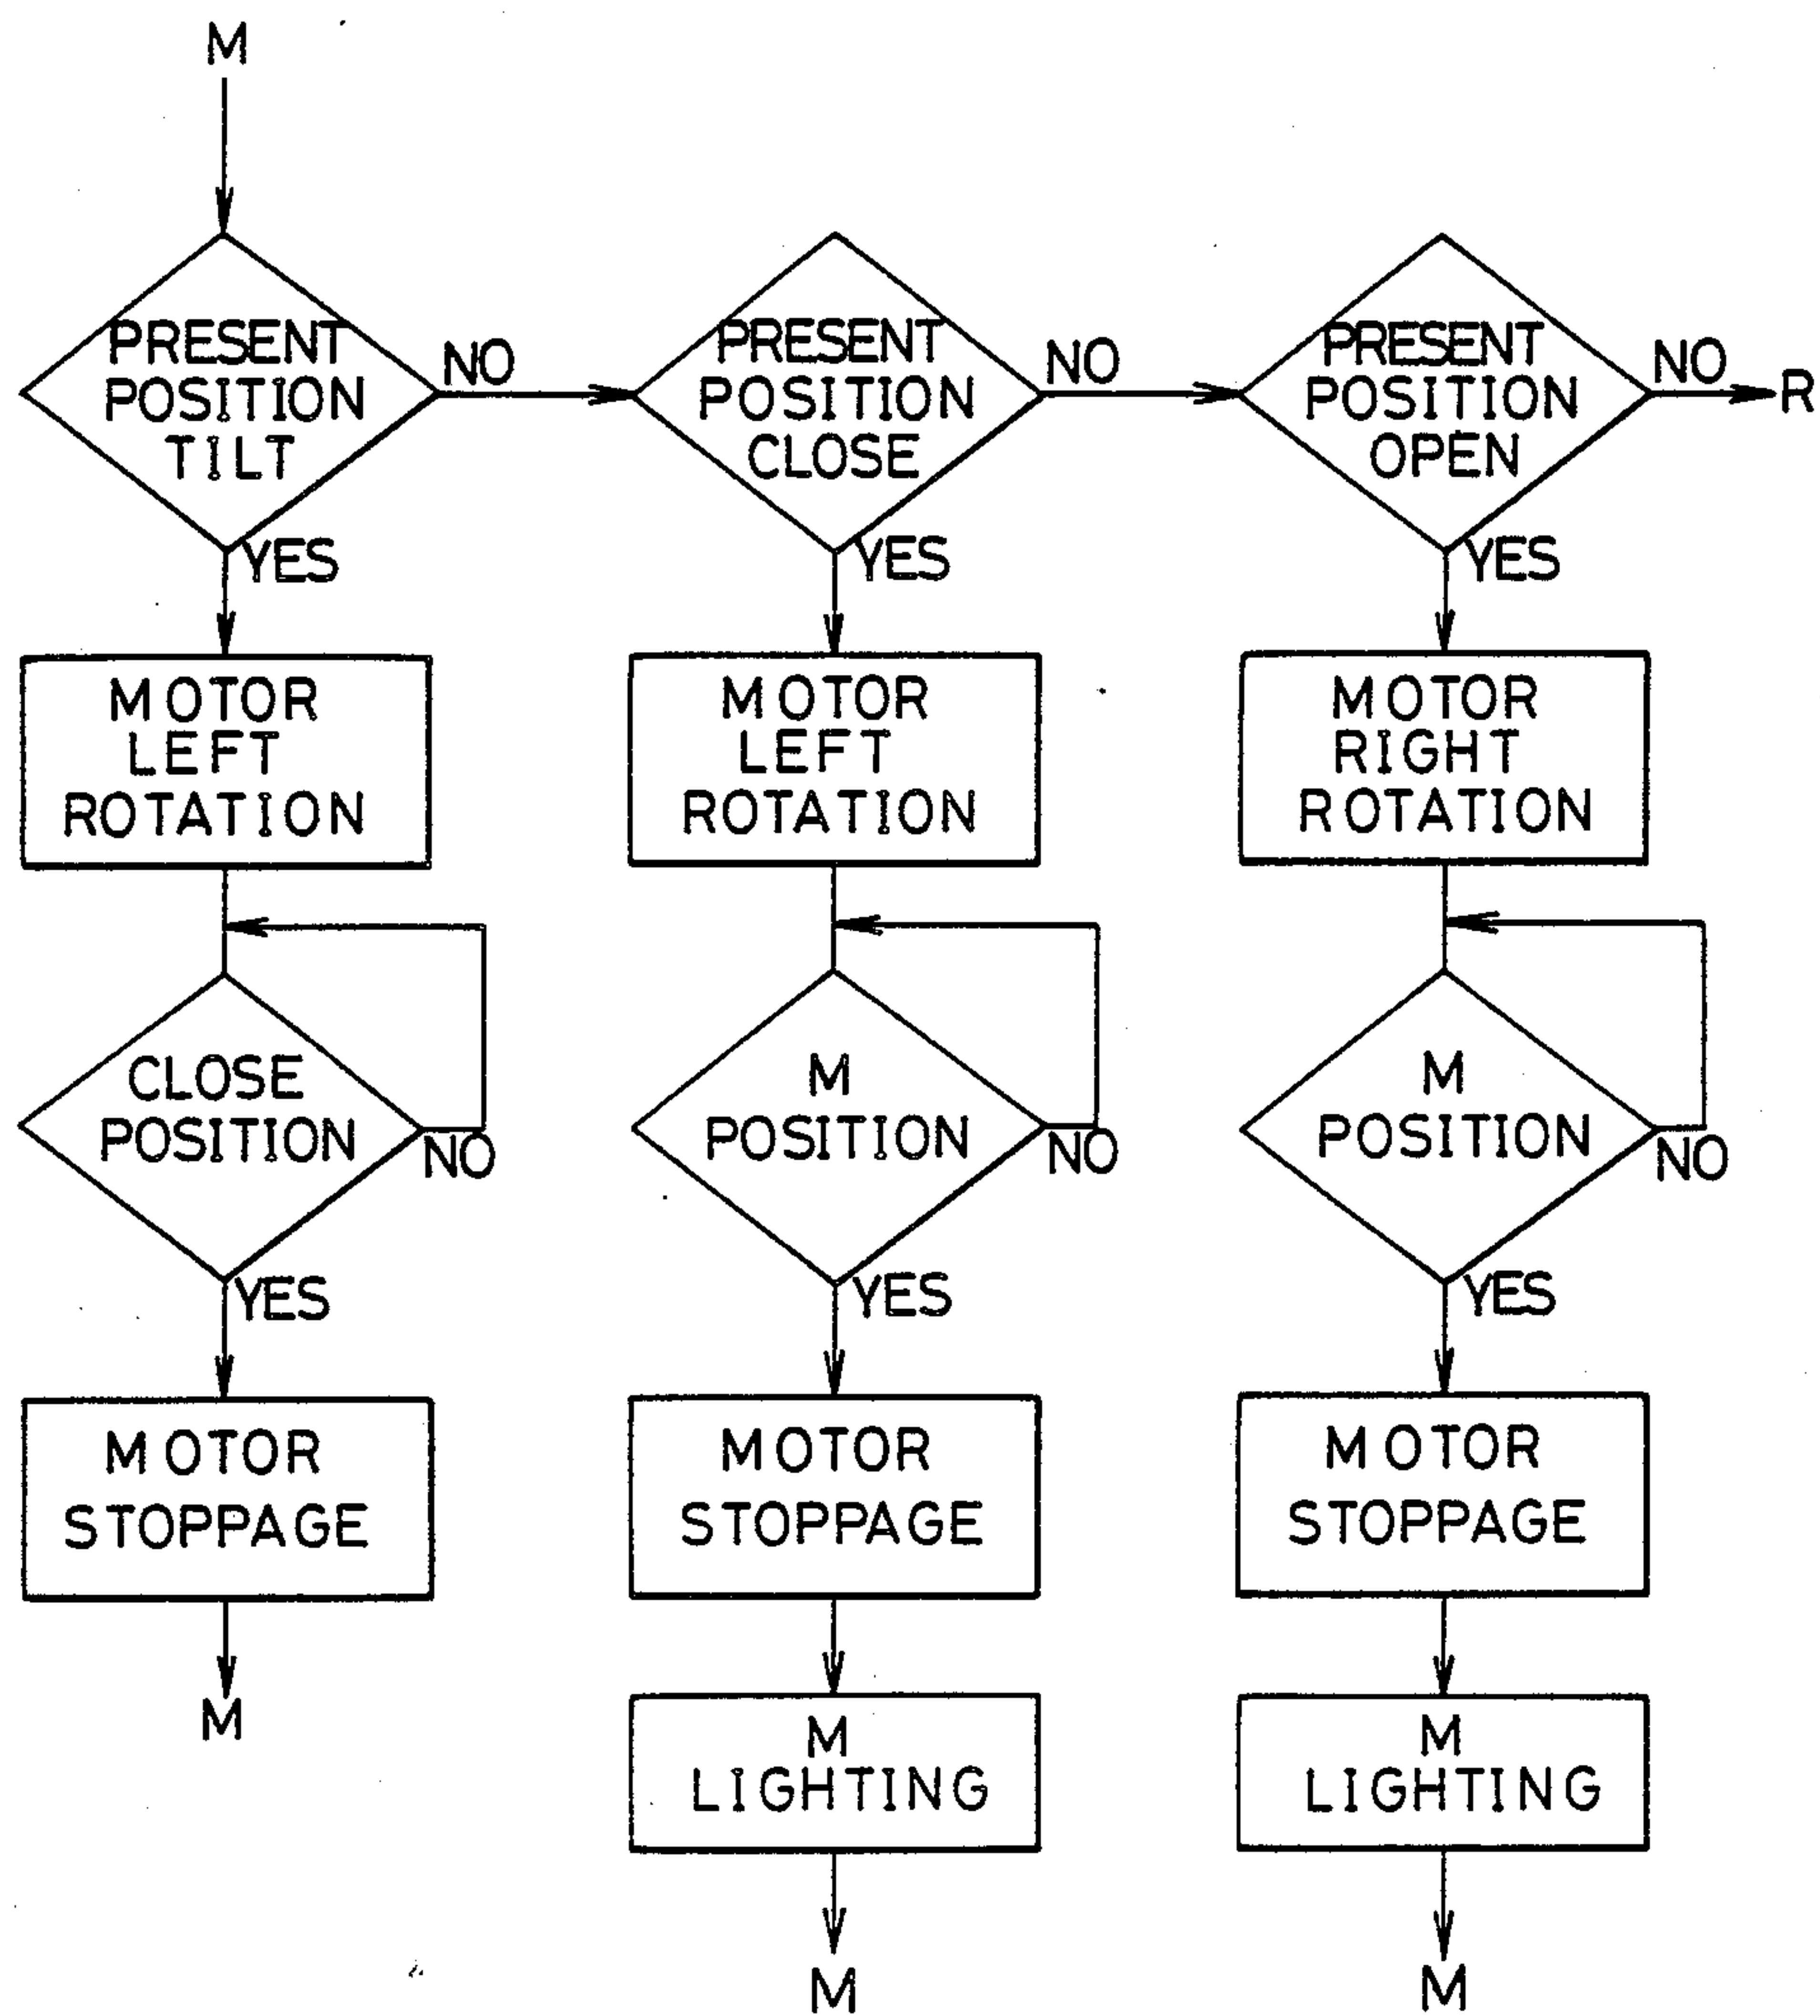 M
PRESENT
POSITION
TILT
NO
PRESENT
POSITION
CLOSE
NO
PRESENT
POSITION
OPEN
NO
R
YES
YES
YES
MOTOR
LEFT
ROTATION
MOTOR
LEFT
ROTATION
MOTOR
RIGHT
ROTATION
CLOSE
POSITION
NO
M
POSITION
NO
M
POSITION
NO
YES
YES
YES
MOTOR
STOPPAGE
MOTOR
STOPPAGE
MOTOR
STOPPAGE
M
M
LIGHTING
M
LIGHTING
M
M